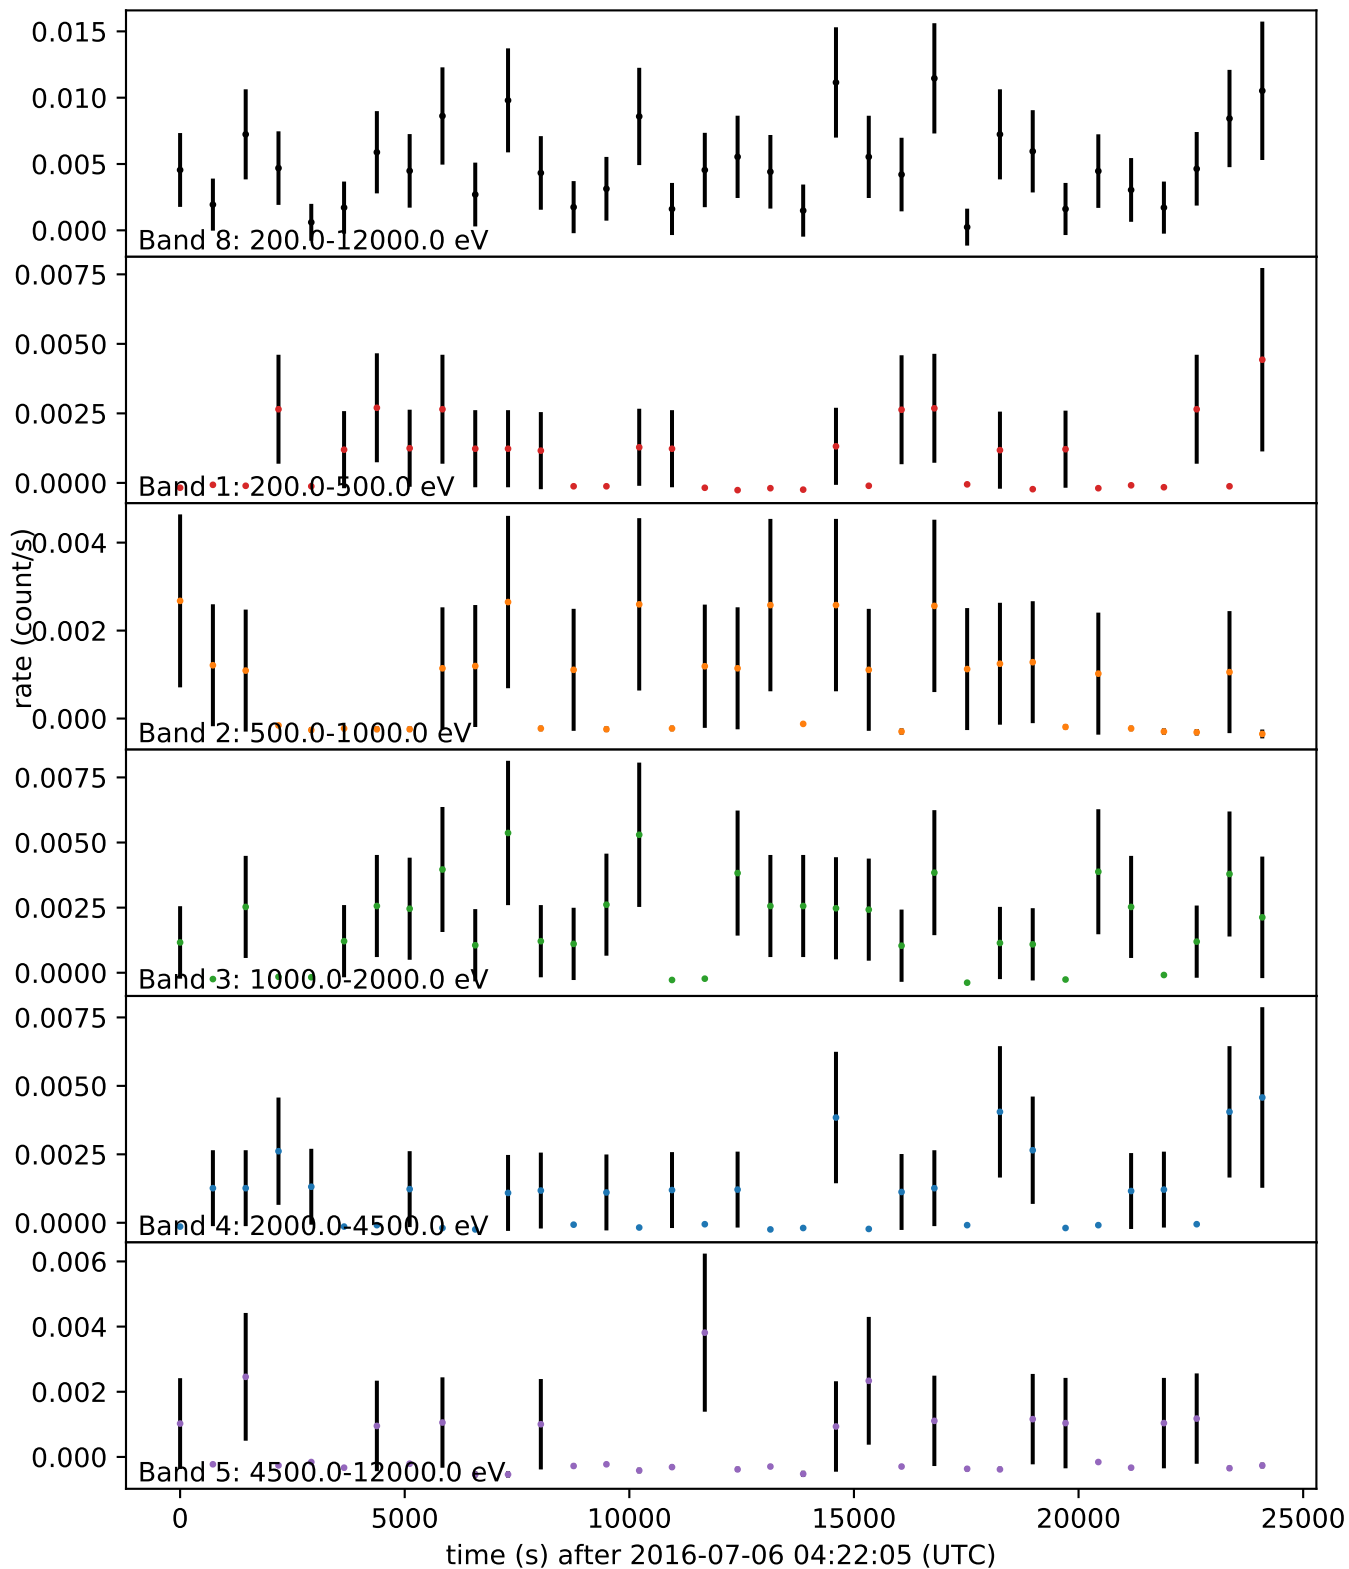 0.015
0.010
0.005
0.000
Band 8: 200.0-12000.0 eV
0.0075
0.0050
0.0025
0.0000
Band 1: 200.0-500.0 eV
rate (count/s)
0.004
0.002
0.000
Band 2: 500.0-1000.0 eV
0.0075
0.0050
0.0025
0.0000
Band 3: 1000.0-2000.0 eV
0.0075
0.0050
0.0025
0.0000
Band 4: 2000.0-4500.0 eV
0.006
0.004
0.002
0.000
Band 5: 4500.0-12000.0 eV
0 5000 10000 15000 20000 25000
time (s) after 2016-07-06 04:22:05 (UTC)